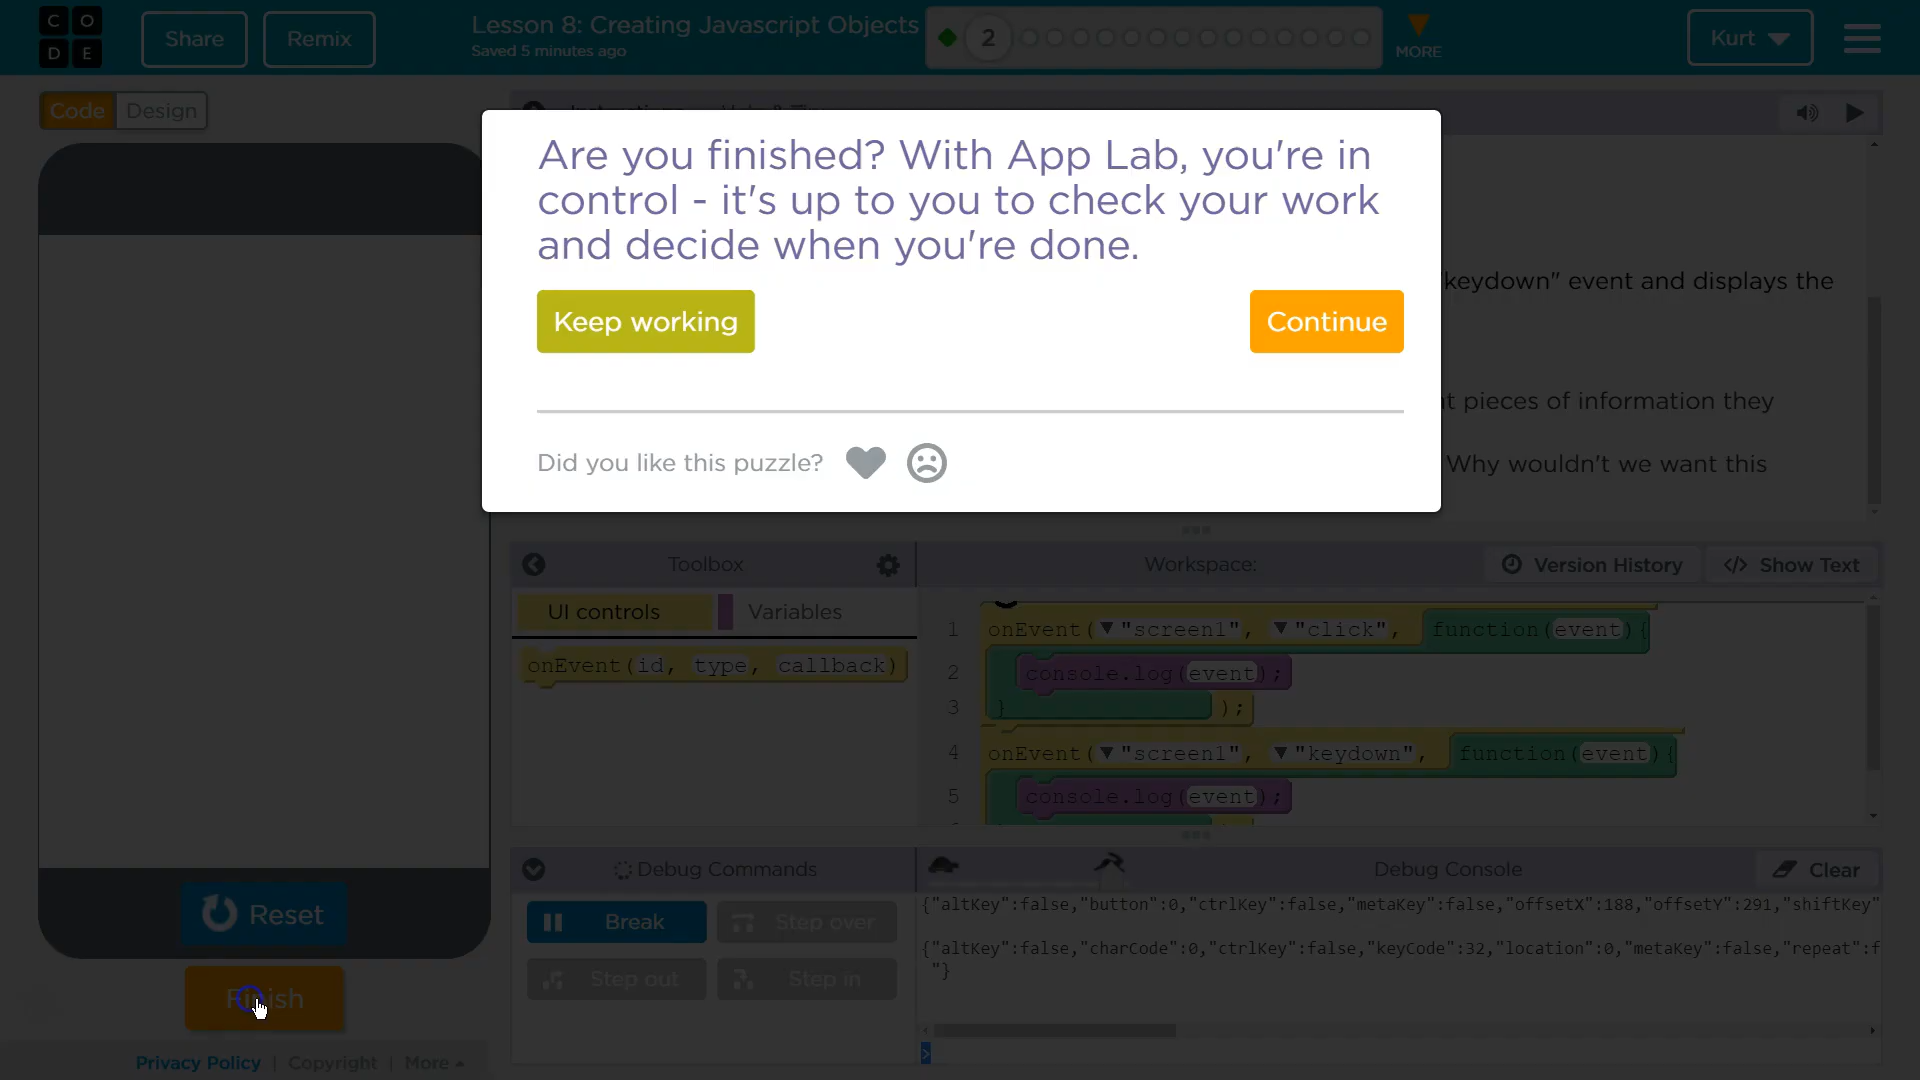 C O
D E
Share
Remix
Lesson 8: Creating Javascript Objects
Saved 5 minutes ago
2
MORE
Kurt
Code
Design
Are you finished? With App Lab, you're in
control - it's up to you to check your work
and decide when you're done.
Keep working
Continue
Did you like this puzzle?
keydown" event and displays the
pieces of information they
Why wouldn't we want this
Toolbox
Workspace:
Version History
</> Show Text
UI controls
Variables
onEvent(id, type, callback)
1 onEvent( ▼"screen1", ▼"click", function(event){
2 console.log(event);
3 } );
4 onEvent( ▼"screen1", ▼"keydown", function(event){
5 console.log(event);
Debug Commands
Debug Console
Clear
Break
Step over
Step out
Step in
{"altKey":false,"button":0,"ctrlKey":false,"metaKey":false,"offsetX":188,"offsetY":291,"shiftKey"
{"altKey":false,"charCode":0,"ctrlKey":false,"keyCode":32,"location":0,"metaKey":false,"repeat":f
"}
>
Reset
Finish
Privacy Policy | Copyright | More